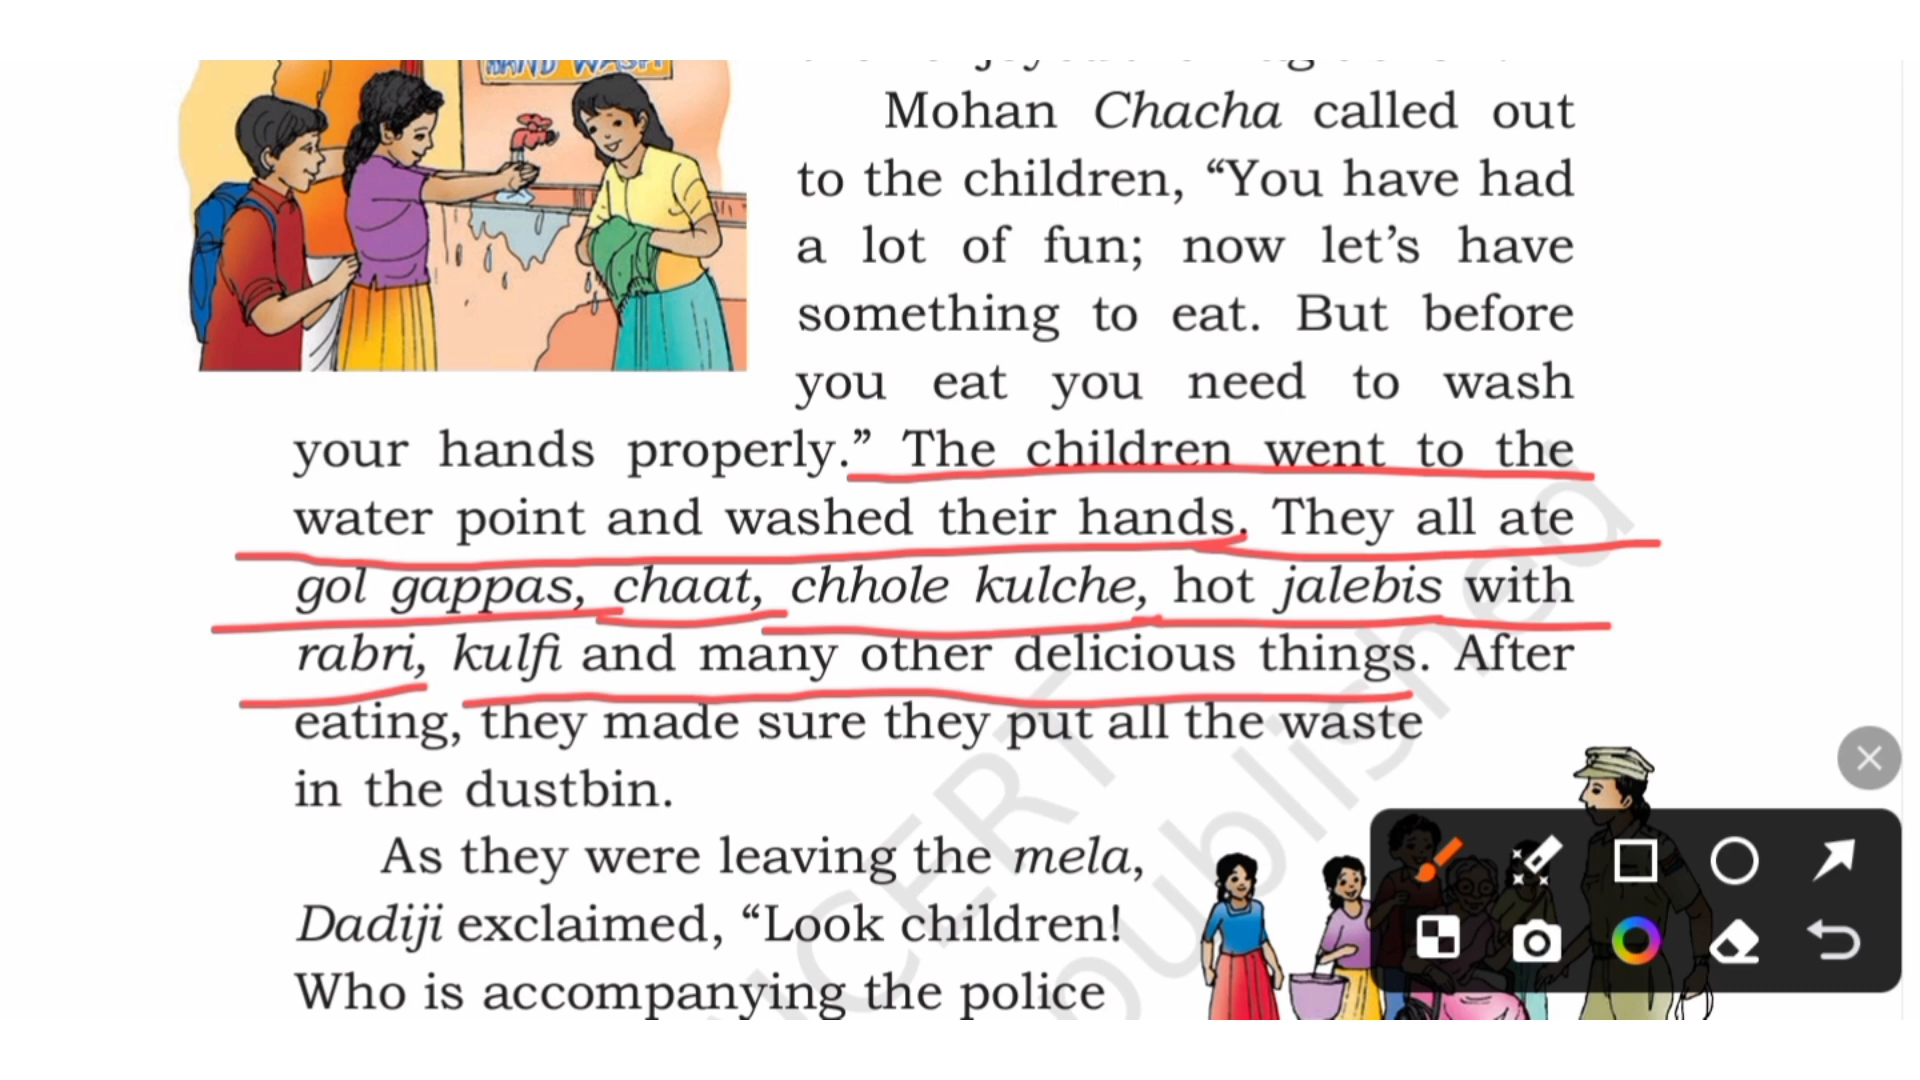 HAND WASH
Mohan Chacha called out
to the children, “You have had
a lot of fun; now let’s have
something to eat. But before
you eat you need to wash
your hands properly.” The children went to the
water point and washed their hands. They all ate
gol gappas, chaat, chhole kulche, hot jalebis with
rabri, kulfi and many other delicious things. After
eating, they made sure they put all the waste
in the dustbin.
As they were leaving the mela,
Dadiji exclaimed, “Look children!
Who is accompanying the police
NCERT
published